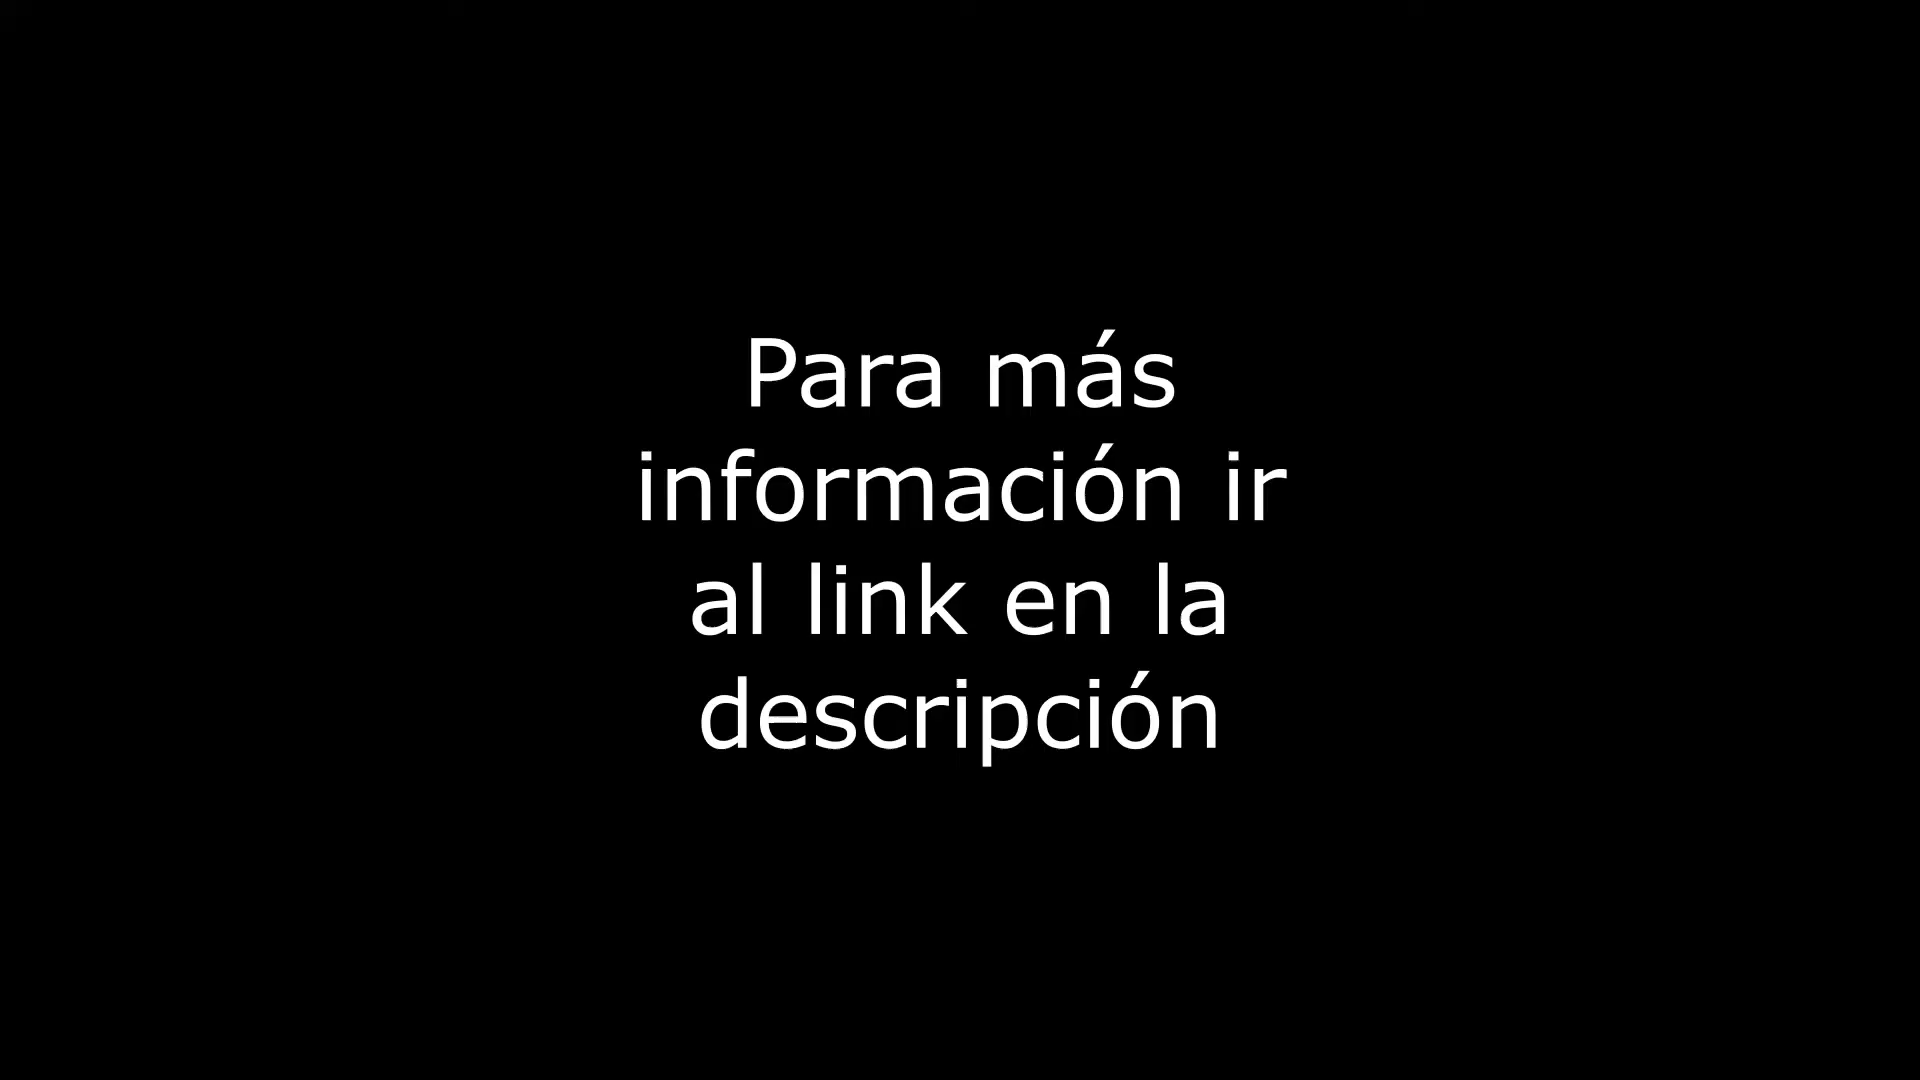 Para más
información ir
al link en la
descripción